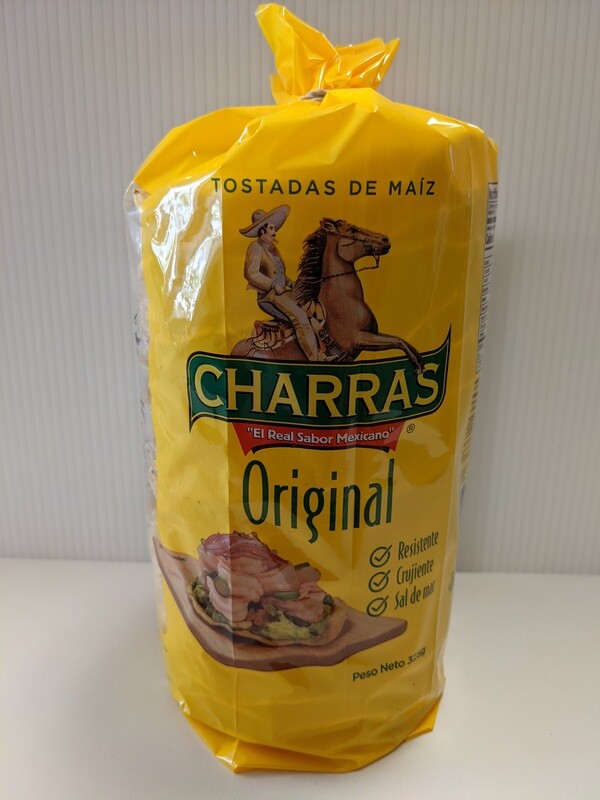 TOSTADAS DE MAÍZ
CHARRAS
"El Real Sabor Mexicano" ®
Original
Resistente
Crujiente
Sal de mar
Peso Neto